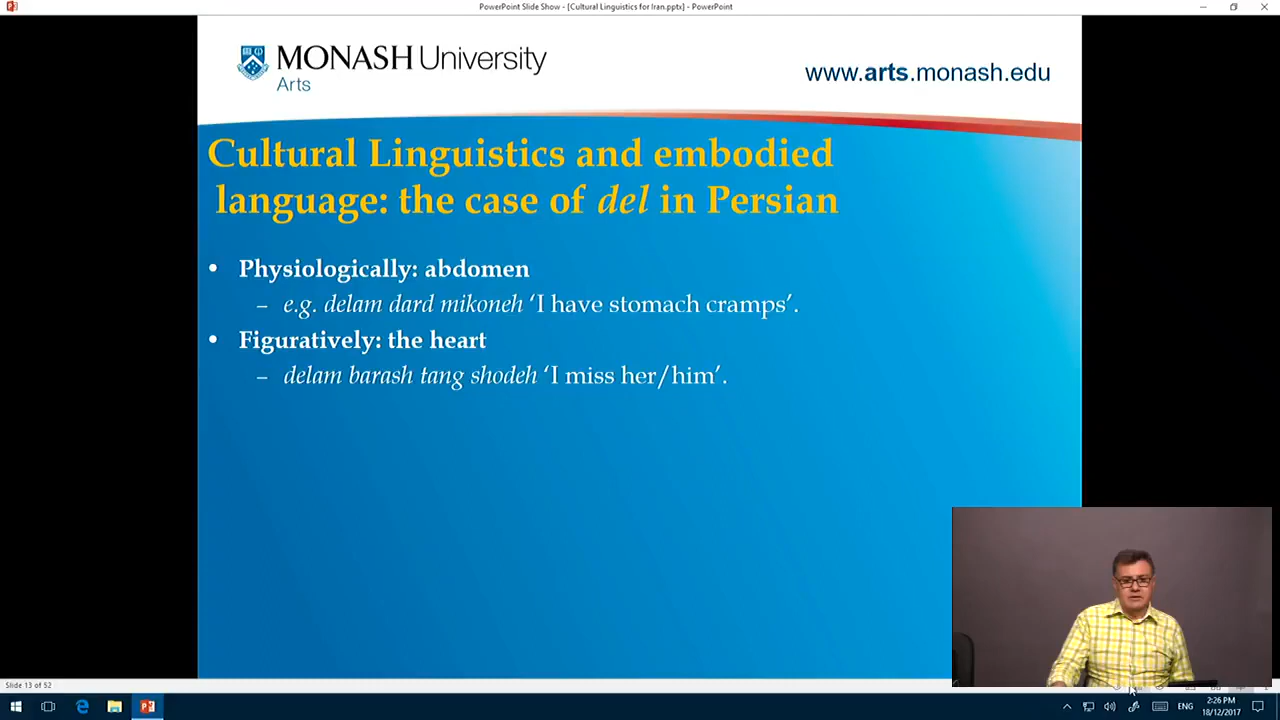 PowerPoint Slide Show - [Cultural Linguistics for Iran.pptx] - PowerPoint
MONASH University
Arts
www.arts.monash.edu
Cultural Linguistics and embodied
language: the case of del in Persian
• Physiologically: abdomen
– e.g. delam dard mikoneh ‘I have stomach cramps’.
• Figuratively: the heart
– delam barash tang shodeh ‘I miss her/him’.
Slide 13 of 52
ENG
2:26 PM
18/12/2017